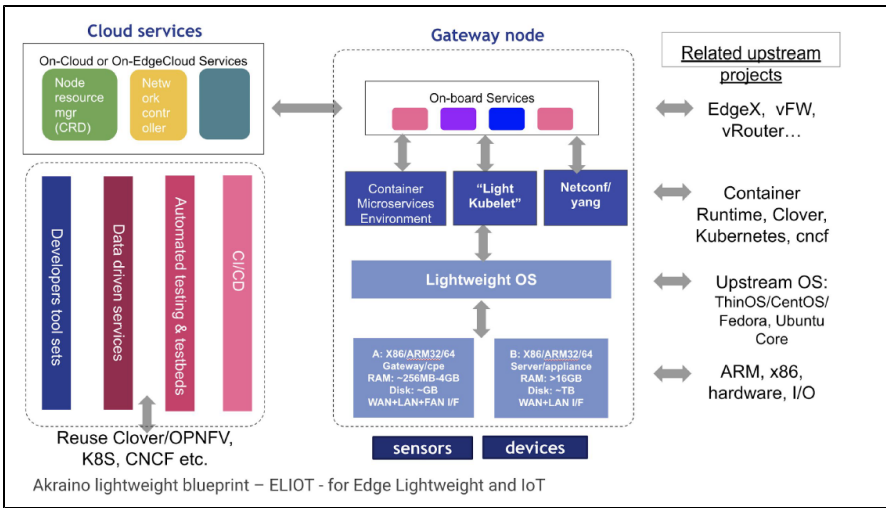 Cloud services
On-Cloud or On-EdgeCloud Services
Node
resource
mgr
(CRD)
Netw
ork
contr
oller
Developers tool sets
Data driven services
Automated testing & testbeds
CI/CD
Reuse Clover/OPNFV,
K8S, CNCF etc.
Gateway node
On-board Services
Container
Microservices
Environment
“Light
Kubelet”
Netconf/
yang
Lightweight OS
A: X86/ARM32/64
Gateway/cpe
RAM: ~256MB-4GB
Disk: ~GB
WAN+LAN+FAN I/F
B: X86/ARM32/64
Server/appliance
RAM: >16GB
Disk: ~TB
WAN+LAN I/F
sensors
devices
Related upstream
projects
EdgeX, vFW,
vRouter...
Container
Runtime, Clover,
Kubernetes, cncf
Upstream OS:
ThinOS/CentOS/
Fedora, Ubuntu
Core
ARM, x86,
hardware, I/O
Akraino lightweight blueprint – ELIOT - for Edge Lightweight and IoT